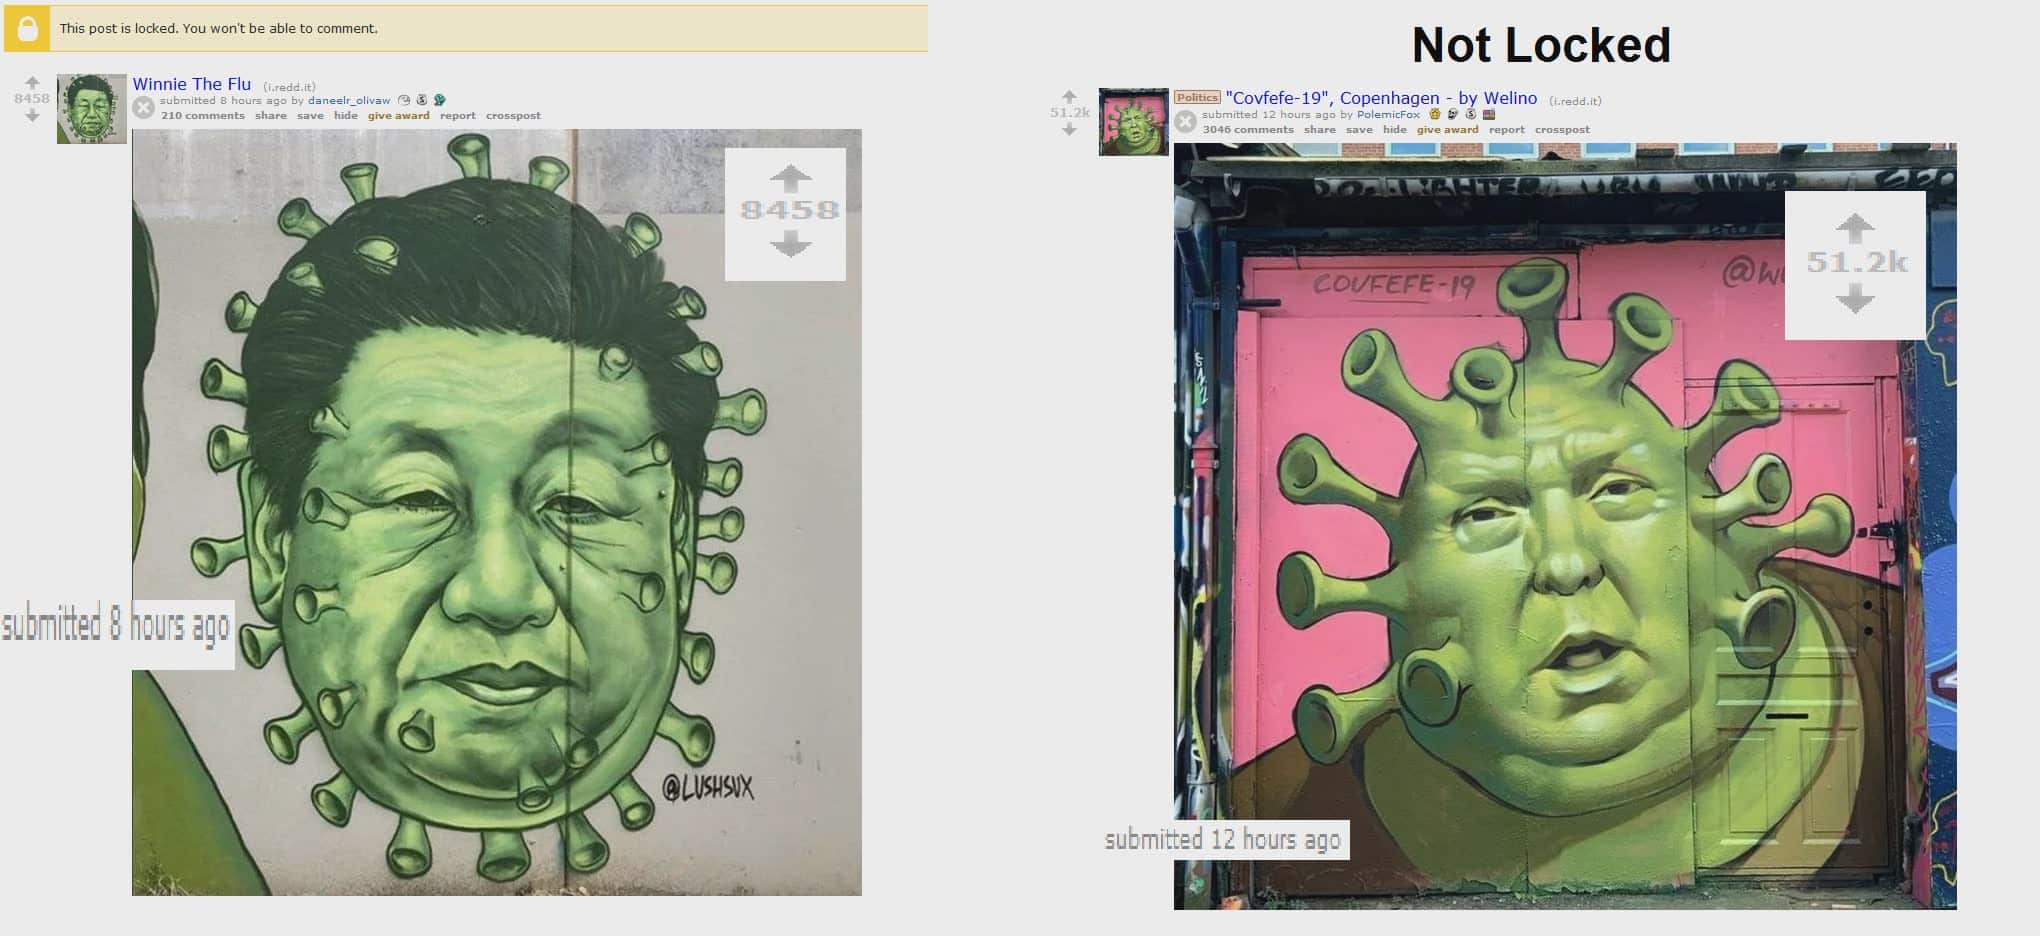 This post is locked. You won't be able to comment.
8458
Winnie The Flu (i.redd.it)
submitted 8 hours ago by daneelr_olivaw
210 comments share save hide give award report crosspost
8458
submitted 8 hours ago
@LUSHSUX
Not Locked
51.2k
Politics "Covfefe-19", Copenhagen - by Welino (i.redd.it)
submitted 12 hours ago by PolemicFox
3046 comments share save hide give award report crosspost
COVFEFE-19
51.2k
submitted 12 hours ago